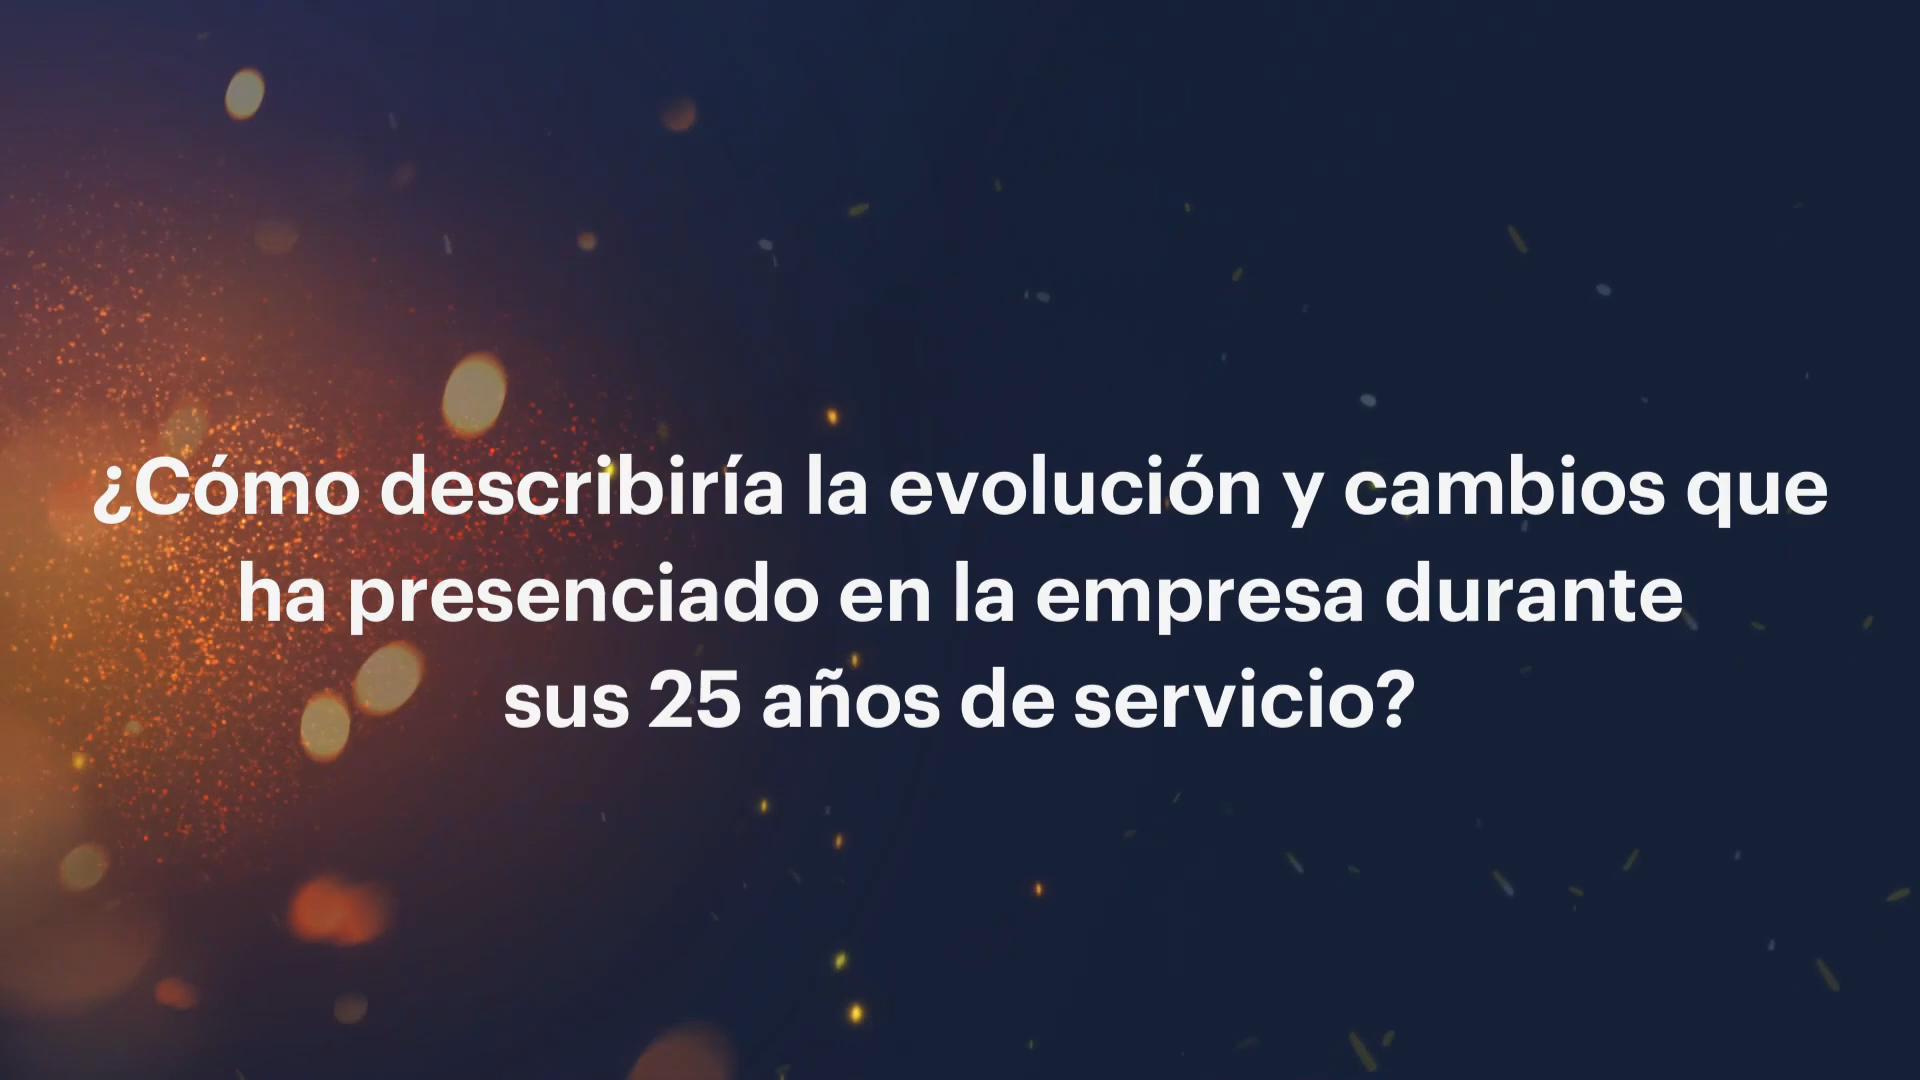 ¿Cómo describiría la evolución y cambios que
ha presenciado en la empresa durante
sus 25 años de servicio?